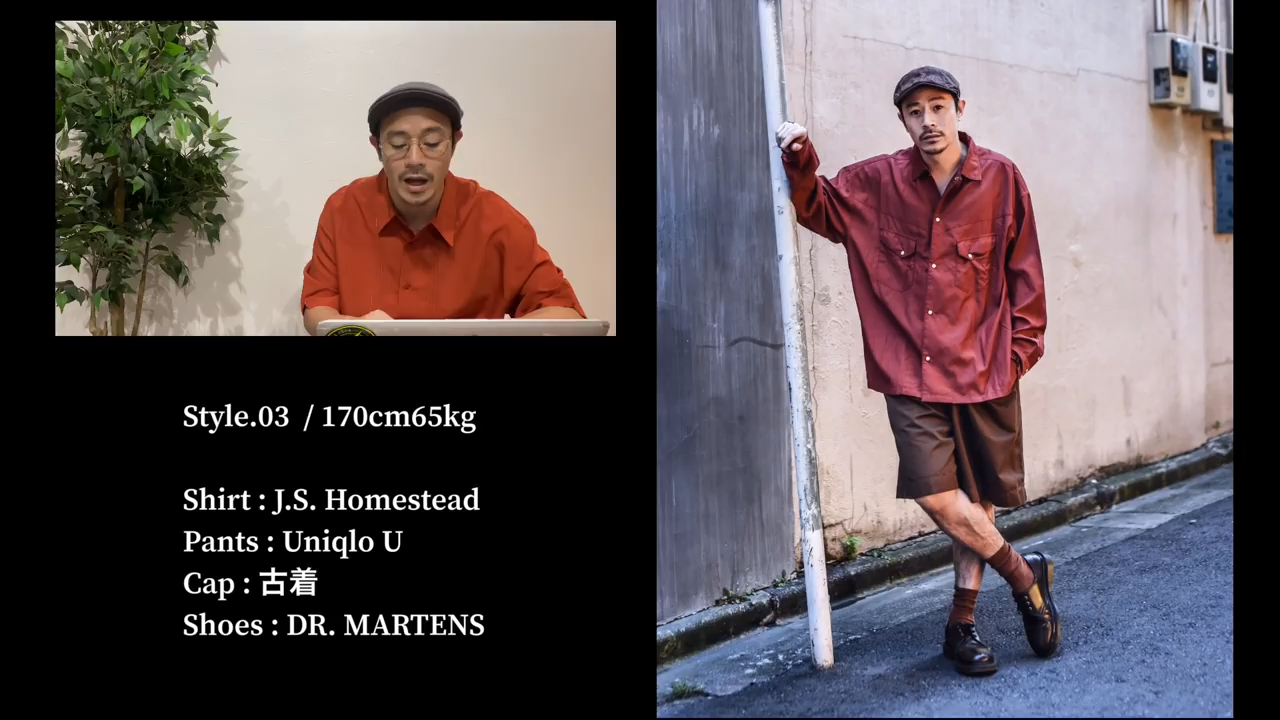 Style.03 / 170cm65kg
Shirt : J.S. Homestead
Pants : Uniqlo U
Cap : 古着
Shoes : DR. MARTENS